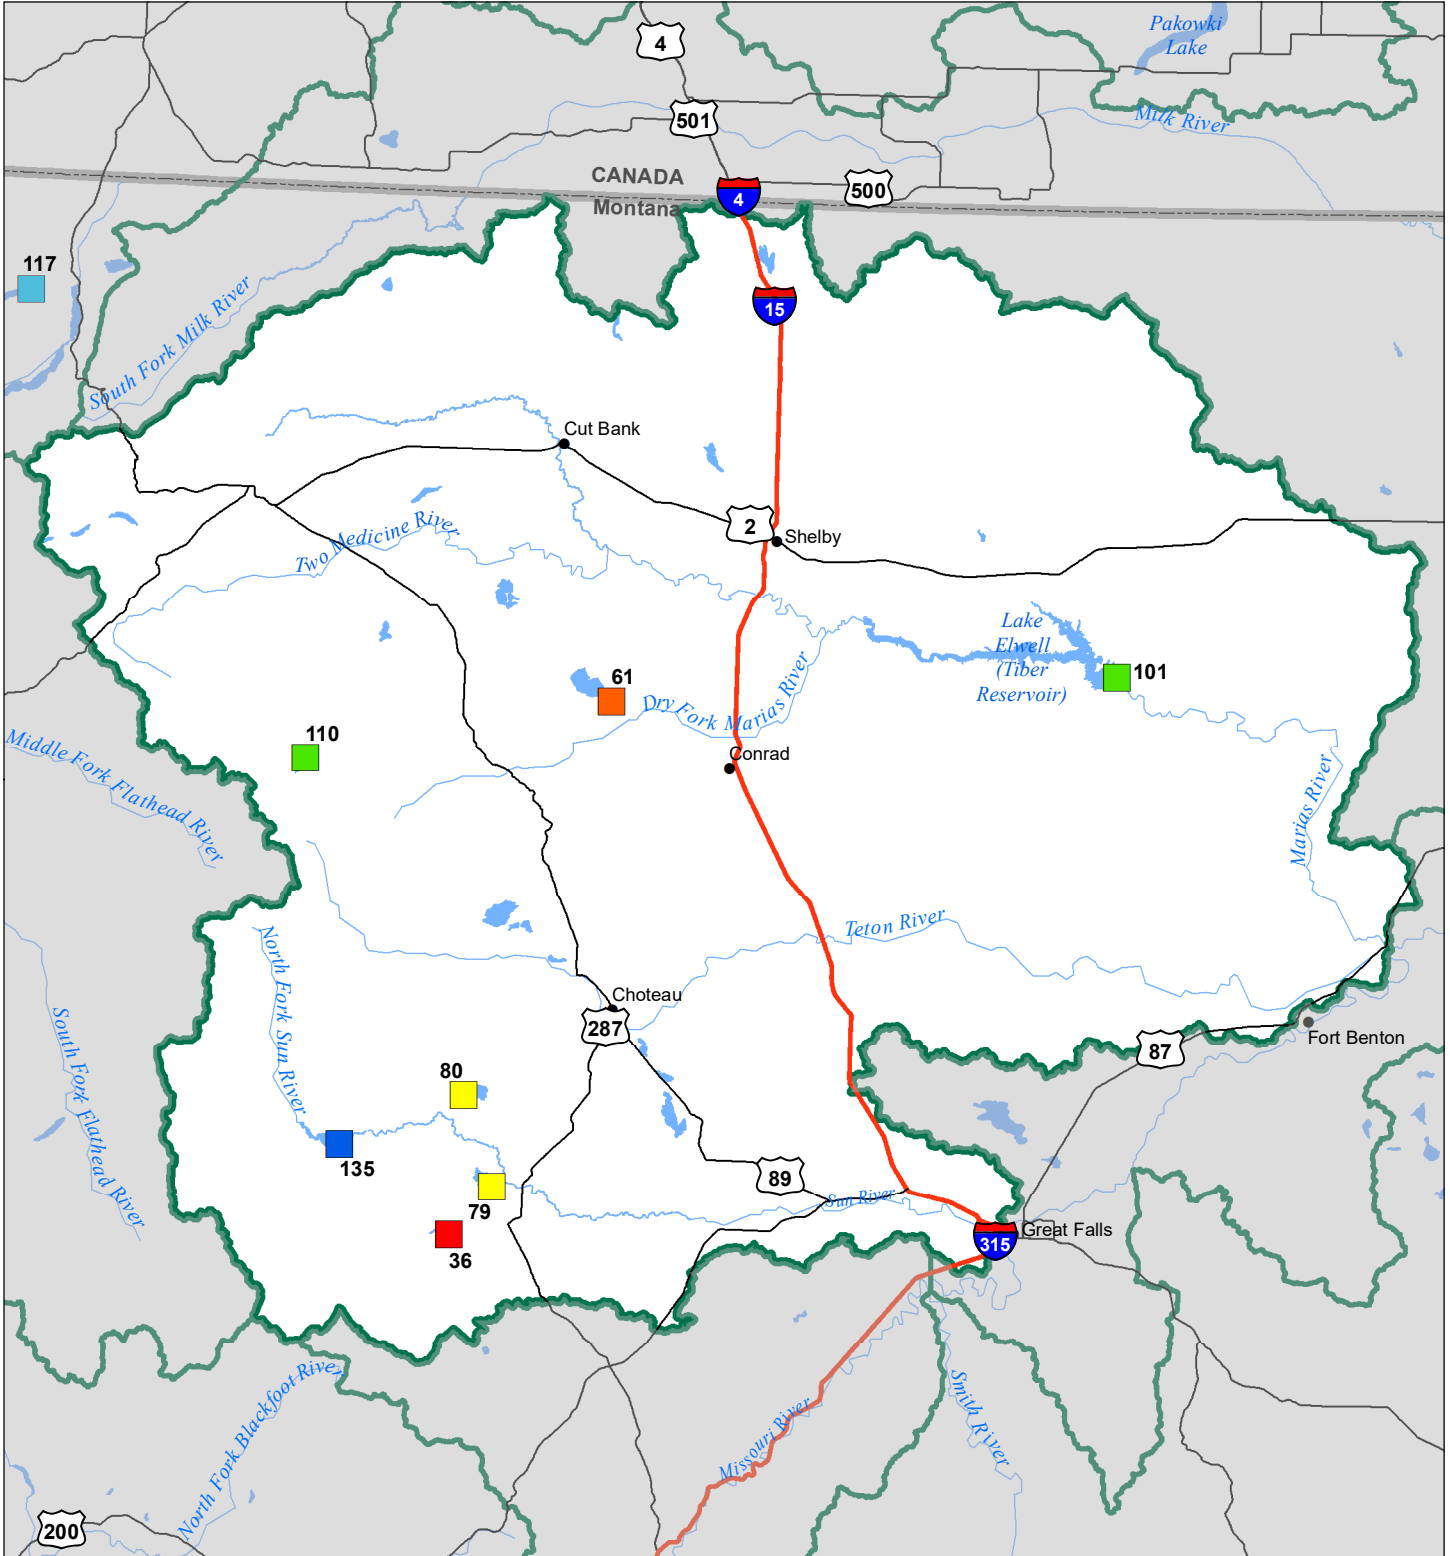 Pakowki
Lake
4
501
Milk River
CANADA
4
500
Montana
117
15
South Fork Milk River
Cut Bank
2
Shelby
Two Medicine River
Lake
Elwell
(Tiber
Reservoir)
101
61
Dry Fork Marias River
110
Middle Fork Flathead River
Conrad
Marias River
Teton River
North Fork Sun River
Choteau
287
Fort Benton
87
South Fork Flathead River
80
135
89
79
Sun River
36
315
Great Falls
North Fork Blackfoot River
Smith River
Missouri River
200